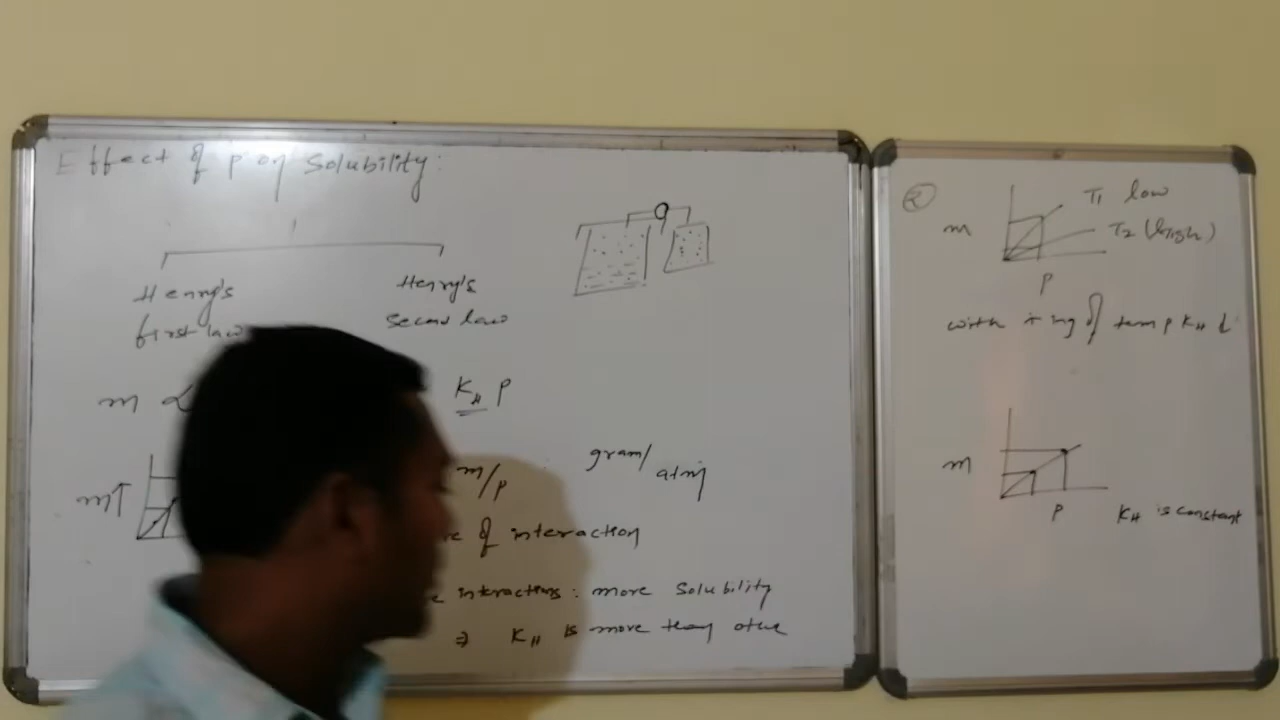 Effect of P on Solubility:
Henry's first law
Henry's second law
m ∝
K_H P
m/P gram/atm
m↑
of interaction
interactions: more Solubility
⇒ K_H is more than other
②
m
T1 low
T2 (high)
P
with ↑ing of temp K_H ↓
m
P
K_H is constant